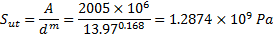 S_ut = A / d^m = 2005 × 10^6 / 13.97^0.168 = 1.2874 × 10^9 Pa